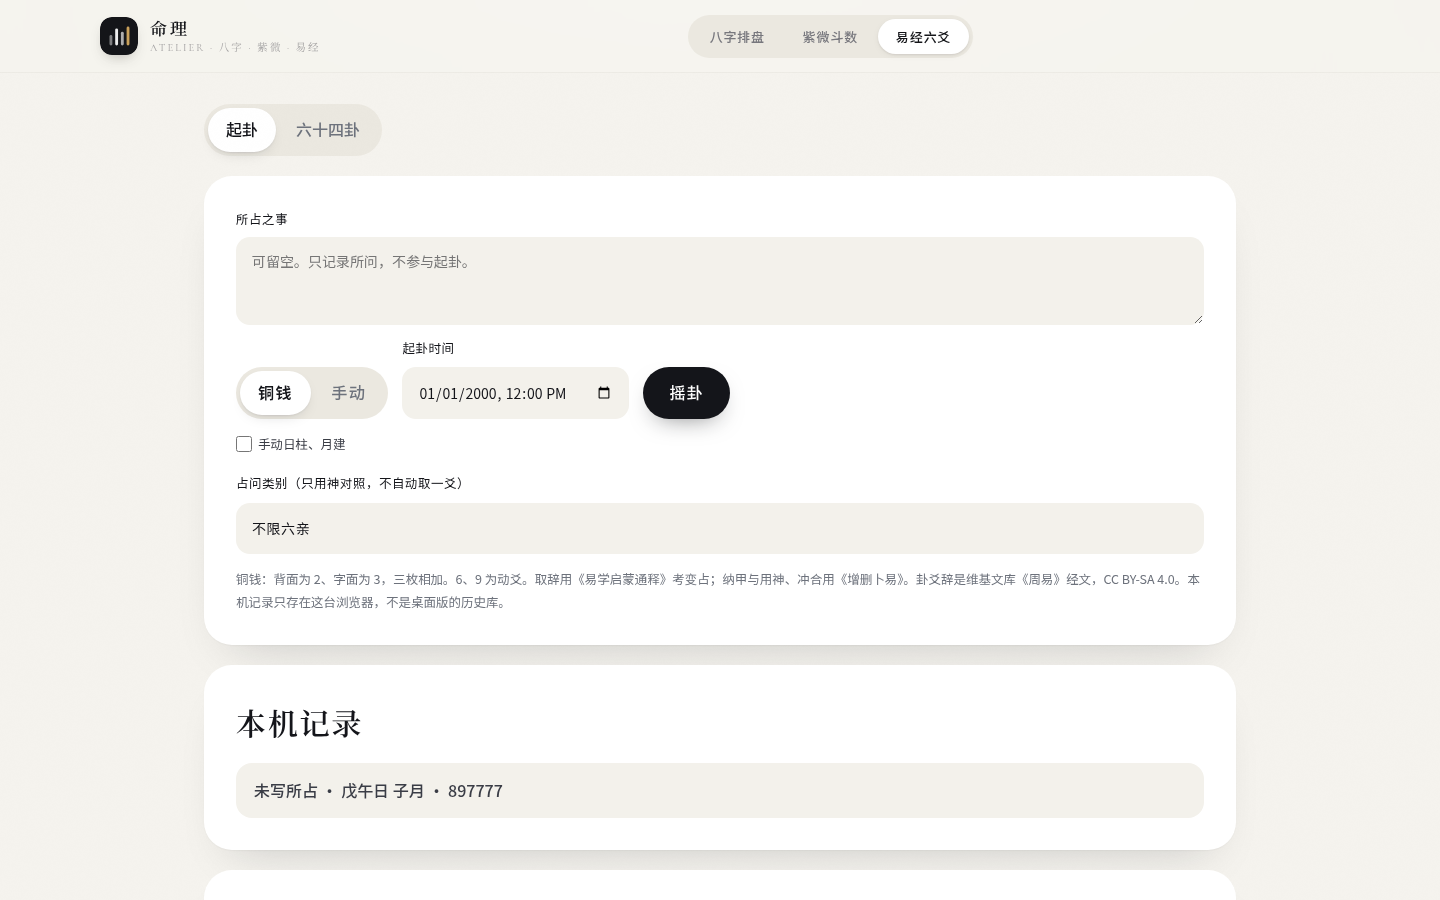 命理
ATELIER · 八字 · 紫微 · 易经
八字排盘
紫微斗数
易经六爻
起卦
六十四卦
所占之事
可留空。只记录所问，不参与起卦。
起卦时间
铜钱
手动
01/01/2000, 12:00 PM
摇卦
手动日柱、月建
占问类别（只用神对照，不自动取一爻）
不限六亲
铜钱：背面为 2、字面为 3，三枚相加。6、9 为动爻。取辞用《易学启蒙通释》考变占；纳甲与用神、冲合用《增删卜易》。卦爻辞是维基文库《周易》经文，CC BY-SA 4.0。本
机记录只存在这台浏览器，不是桌面版的历史库。
本机记录
未写所占 · 戊午日 子月 · 897777